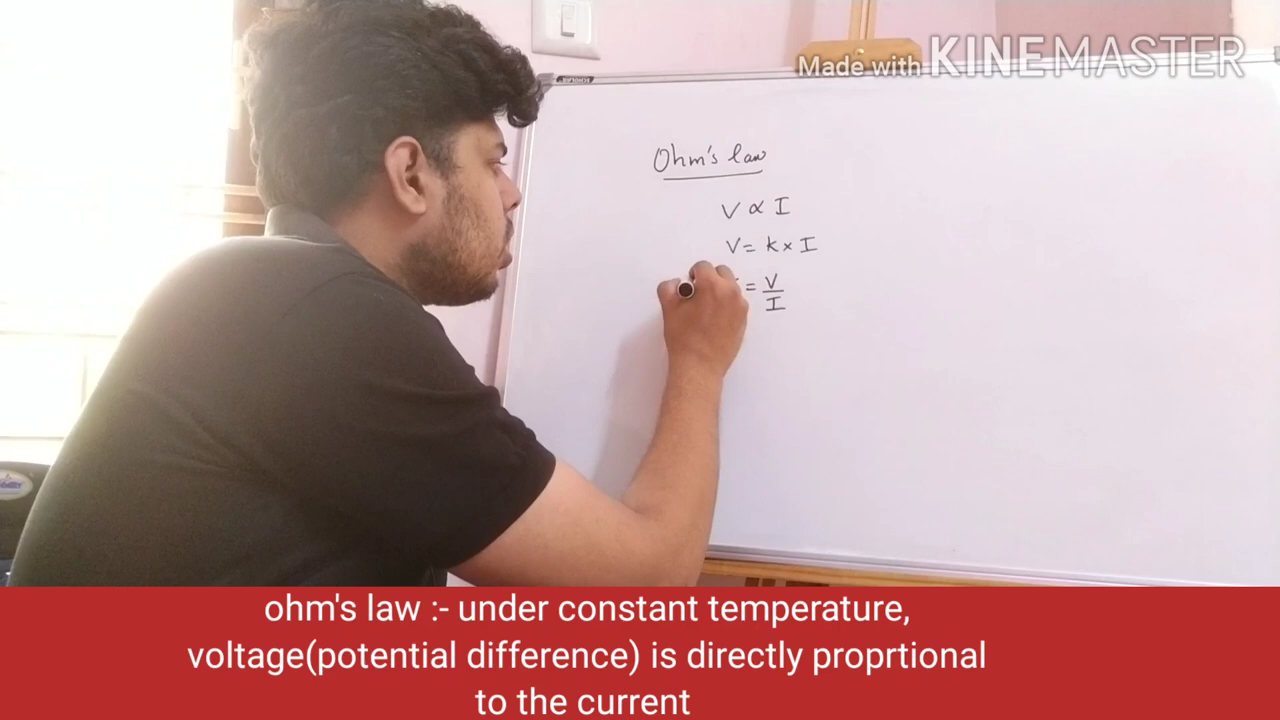 Made with KINEMASTER
Ohm's law
V ∝ I
V = k × I
= V/I
ohm's law :- under constant temperature,
voltage(potential difference) is directly proprtional
to the current